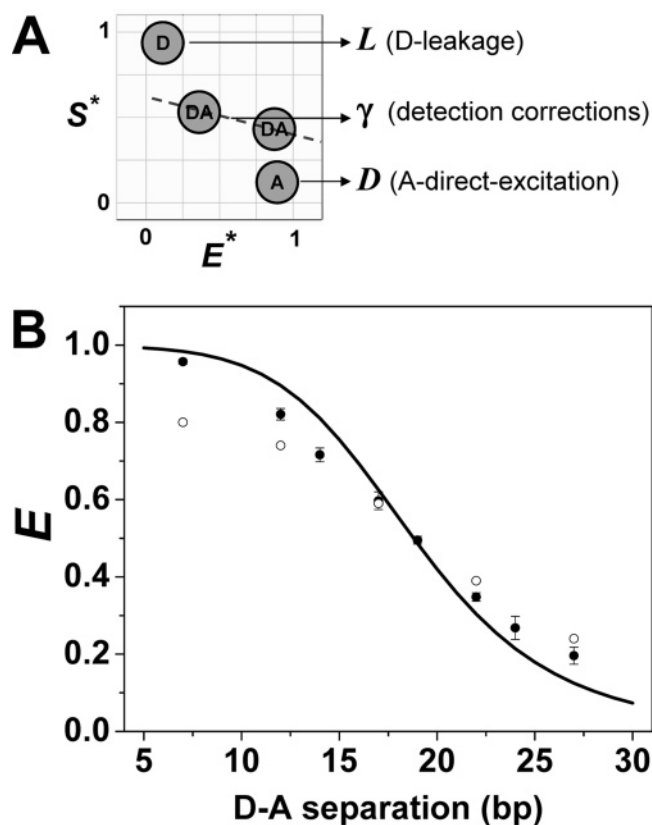 A
1
S*
0
0
1
E*
D
DA
DA
A
L (D-leakage)
γ (detection corrections)
D (A-direct-excitation)
B
1.0
0.8
0.6
0.4
0.2
0.0
E
5
10
15
20
25
30
D-A separation (bp)